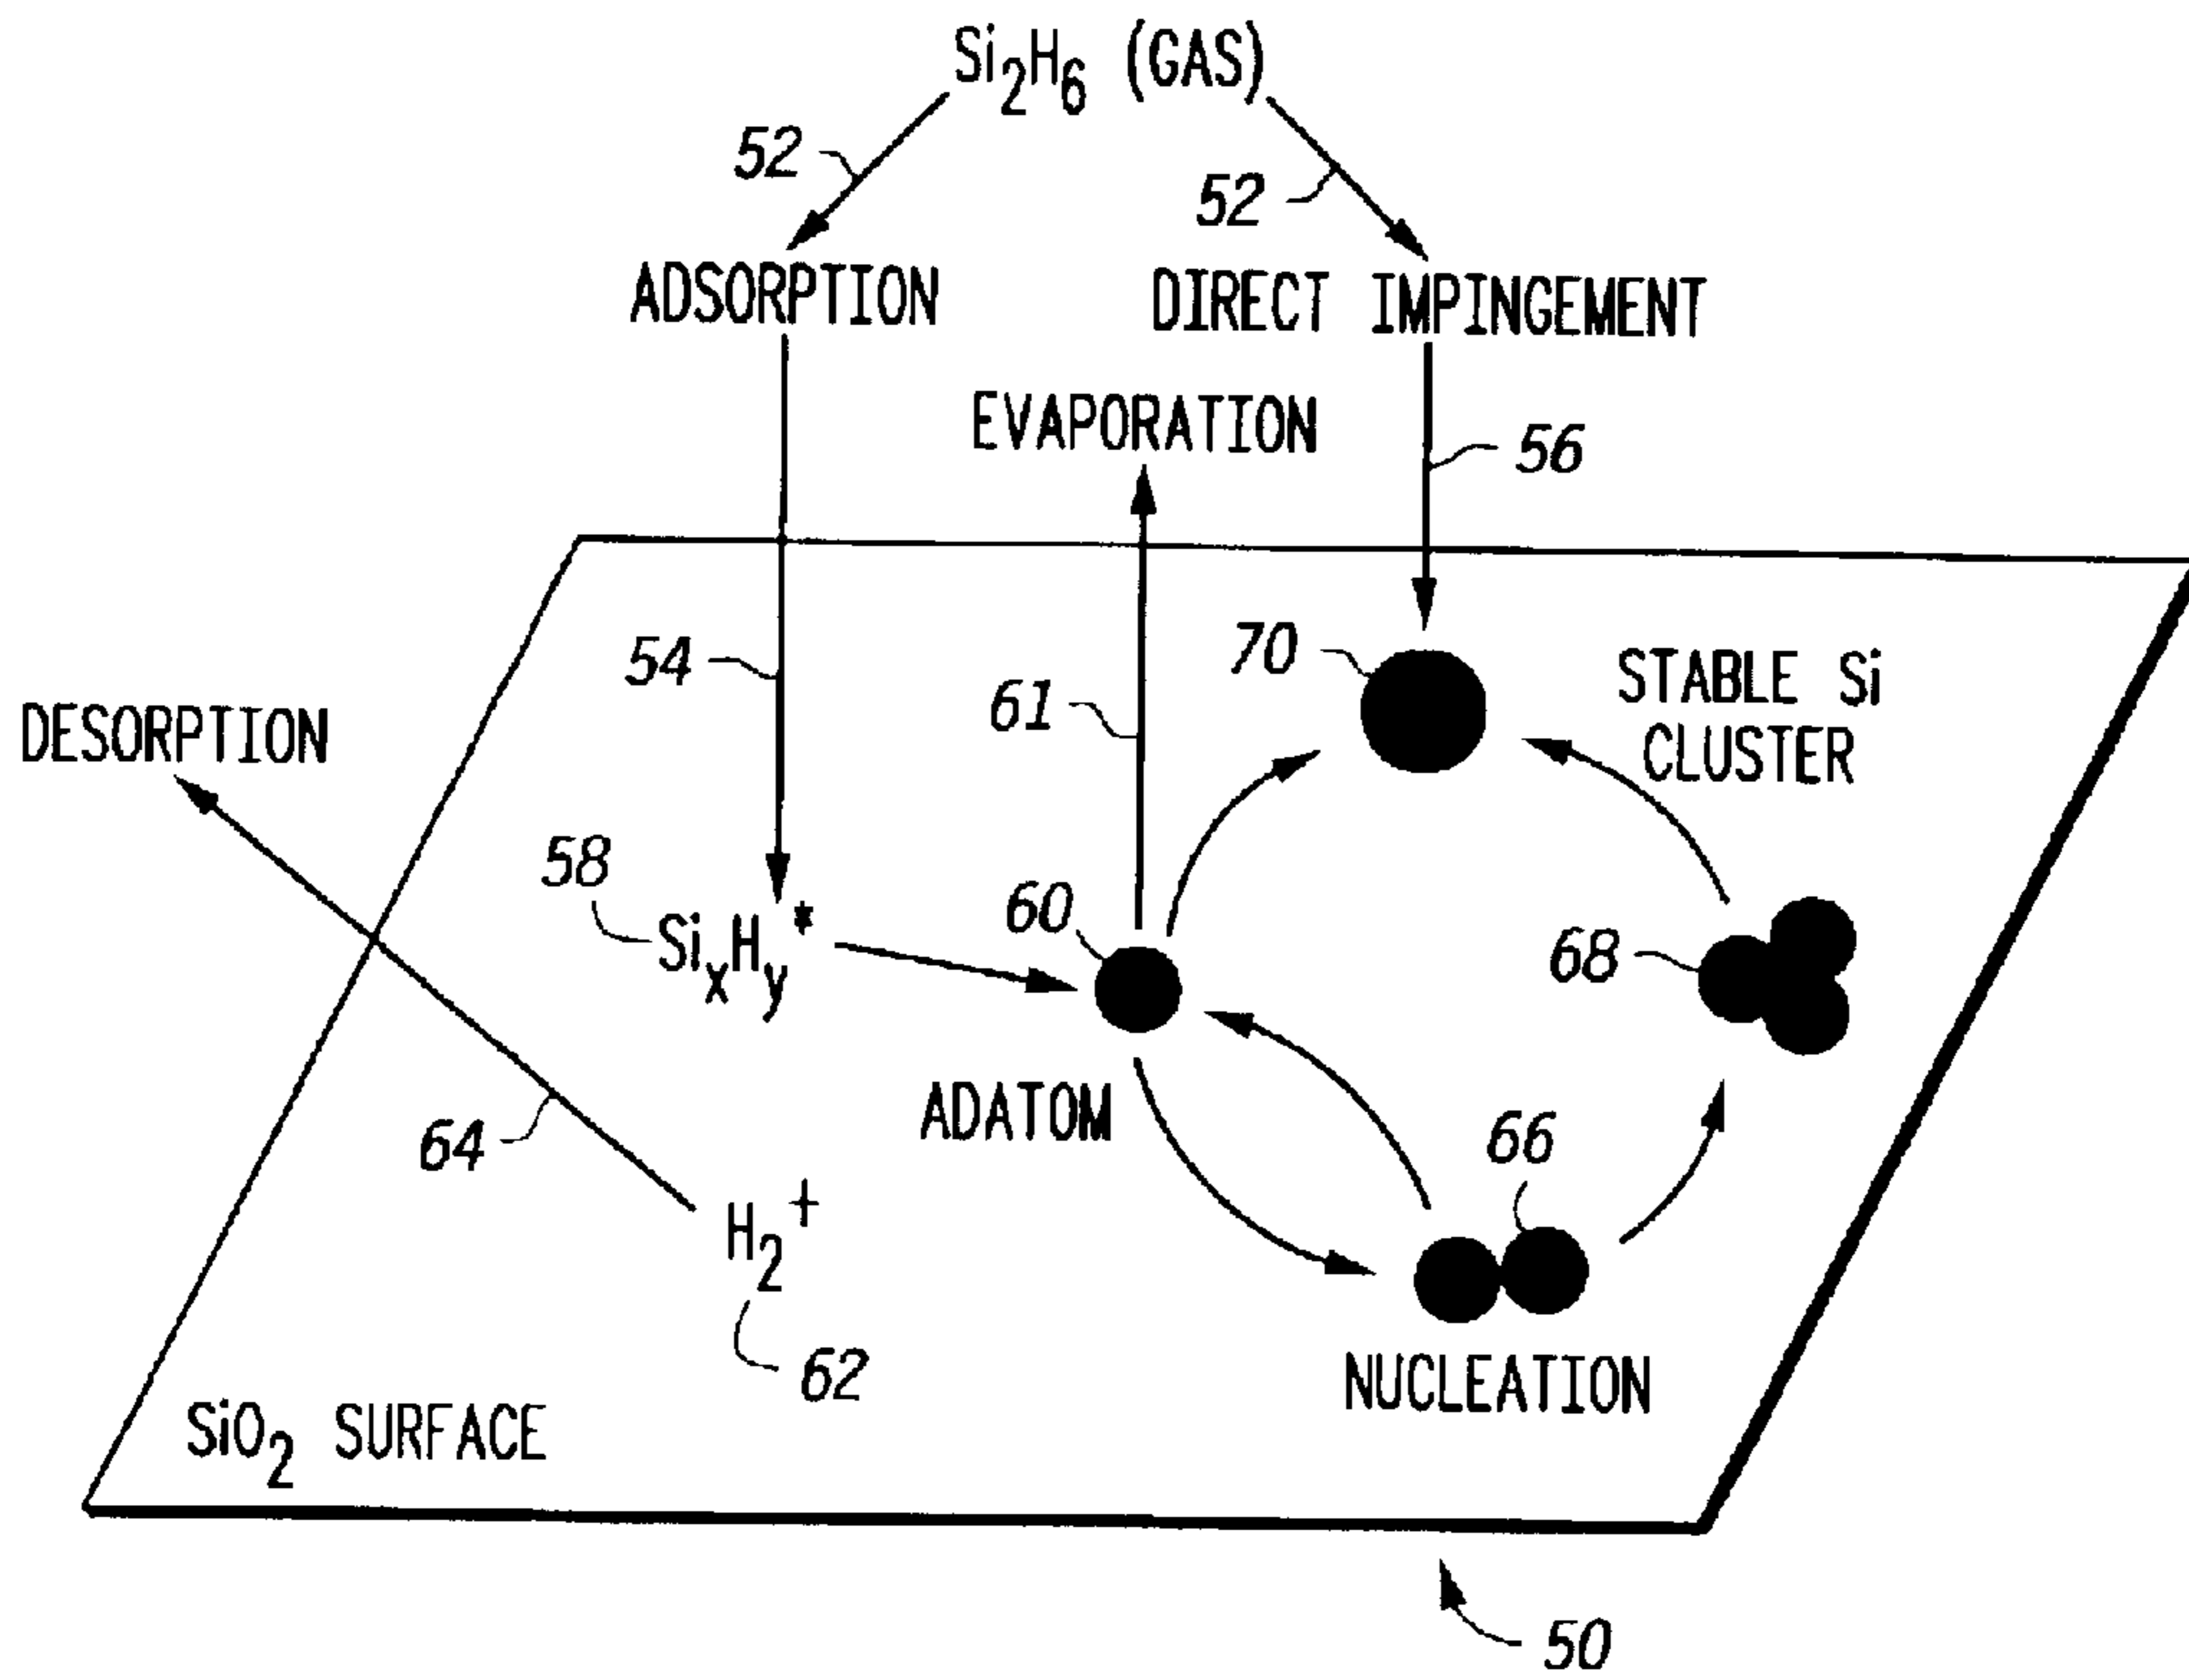 Si2H6 (GAS)
52
52
ADSORPTION
DIRECT IMPINGEMENT
EVAPORATION
56
54
70
61
STABLE Si
CLUSTER
DESORPTION
58
60
SixHy*
68
ADATOM
64
66
H2+
62
NUCLEATION
SiO2 SURFACE
50